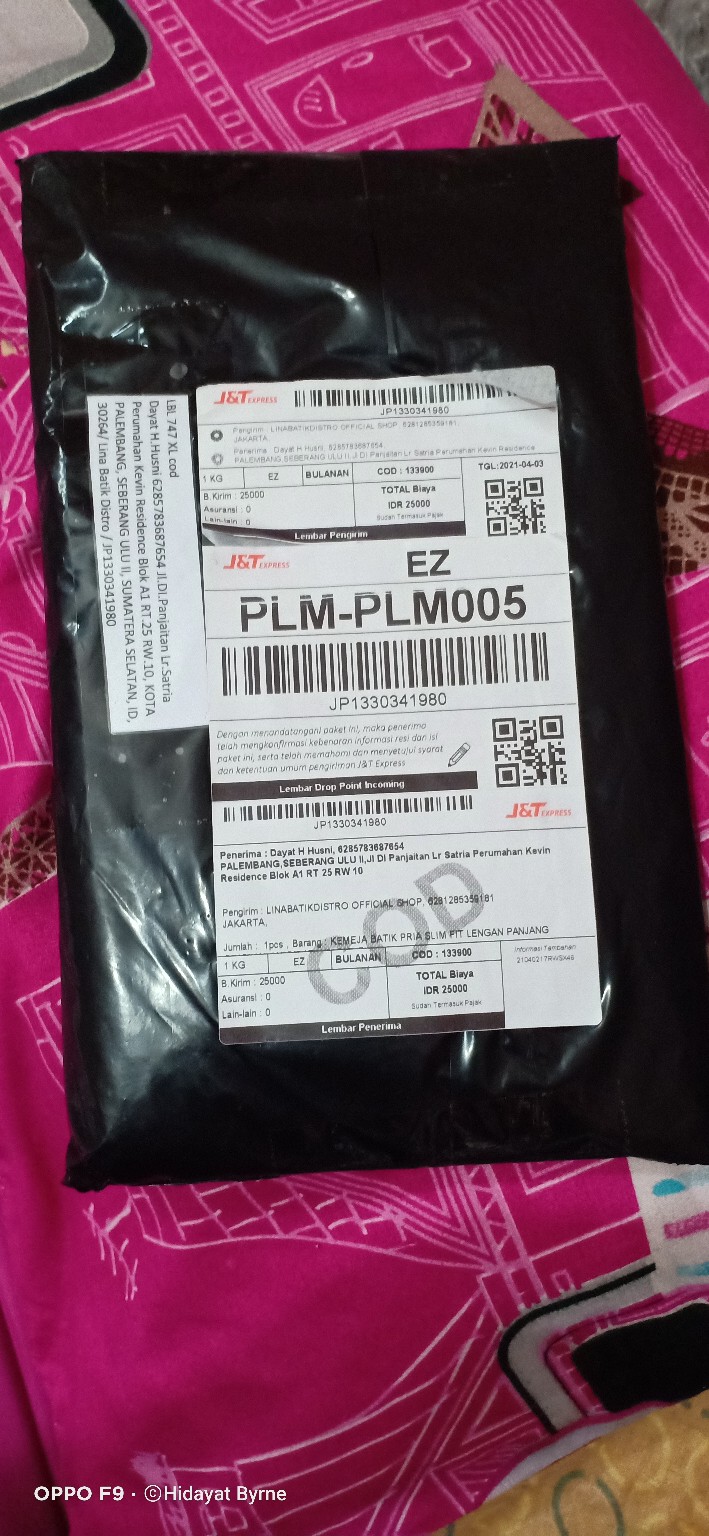 LBL 747 XL cod
Dayat H.Husni 6285783687654 Jl.DI.Panjaitan Lr.Satria
Perumahan Kevin Residence Blok A1 RT.25 RW.10, KOTA
PALEMBANG, SEBERANG ULU II, SUMATERA SELATAN, ID,
30264/ Lina Batik Distro / JP1330341980
J&T EXPRESS
JP1330341980
Pengirim : LINABATIKDISTRO OFFICIAL SHOP, 6281285359181,
JAKARTA,
Penerima : Dayat H Husni, 6285783687654,
PALEMBANG,SEBERANG ULU II,Jl DI Panjaitan Lr Satria Perumahan Kevin Residence
1 KG EZ BULANAN COD : 133900 TGL:2021-04-03
B.Kirim : 25000
Asuransi : 0
Lain-lain : 0
TOTAL Biaya
IDR 25000
Sudah Termasuk Pajak
Lembar Pengirim
J&T EXPRESS EZ
PLM-PLM005
JP1330341980
Dengan menandatangani paket ini, maka penerima
telah mengkonfirmasi kebenaran informasi resi dan isi
paket ini, serta telah memahami dan menyetujui syarat
dan ketentuan umum pengiriman J&T Express
Lembar Drop Point Incoming
JP1330341980
J&T EXPRESS
Penerima : Dayat H Husni, 6285783687654
PALEMBANG,SEBERANG ULU II,Jl DI Panjaitan Lr Satria Perumahan Kevin
Residence Blok A1 RT 25 RW 10
COD
Pengirim : LINABATIKDISTRO OFFICIAL SHOP, 6281285359181
JAKARTA,
Jumlah : 1pcs , Barang : KEMEJA BATIK PRIA SLIM FIT LENGAN PANJANG
1 KG EZ BULANAN COD : 133900
B.Kirim : 25000
Asuransi : 0
Lain-lain : 0
TOTAL Biaya
IDR 25000
Sudah Termasuk Pajak
Informasi Tambahan
Lembar Penerima
OPPO F9 · ©Hidayat Byrne